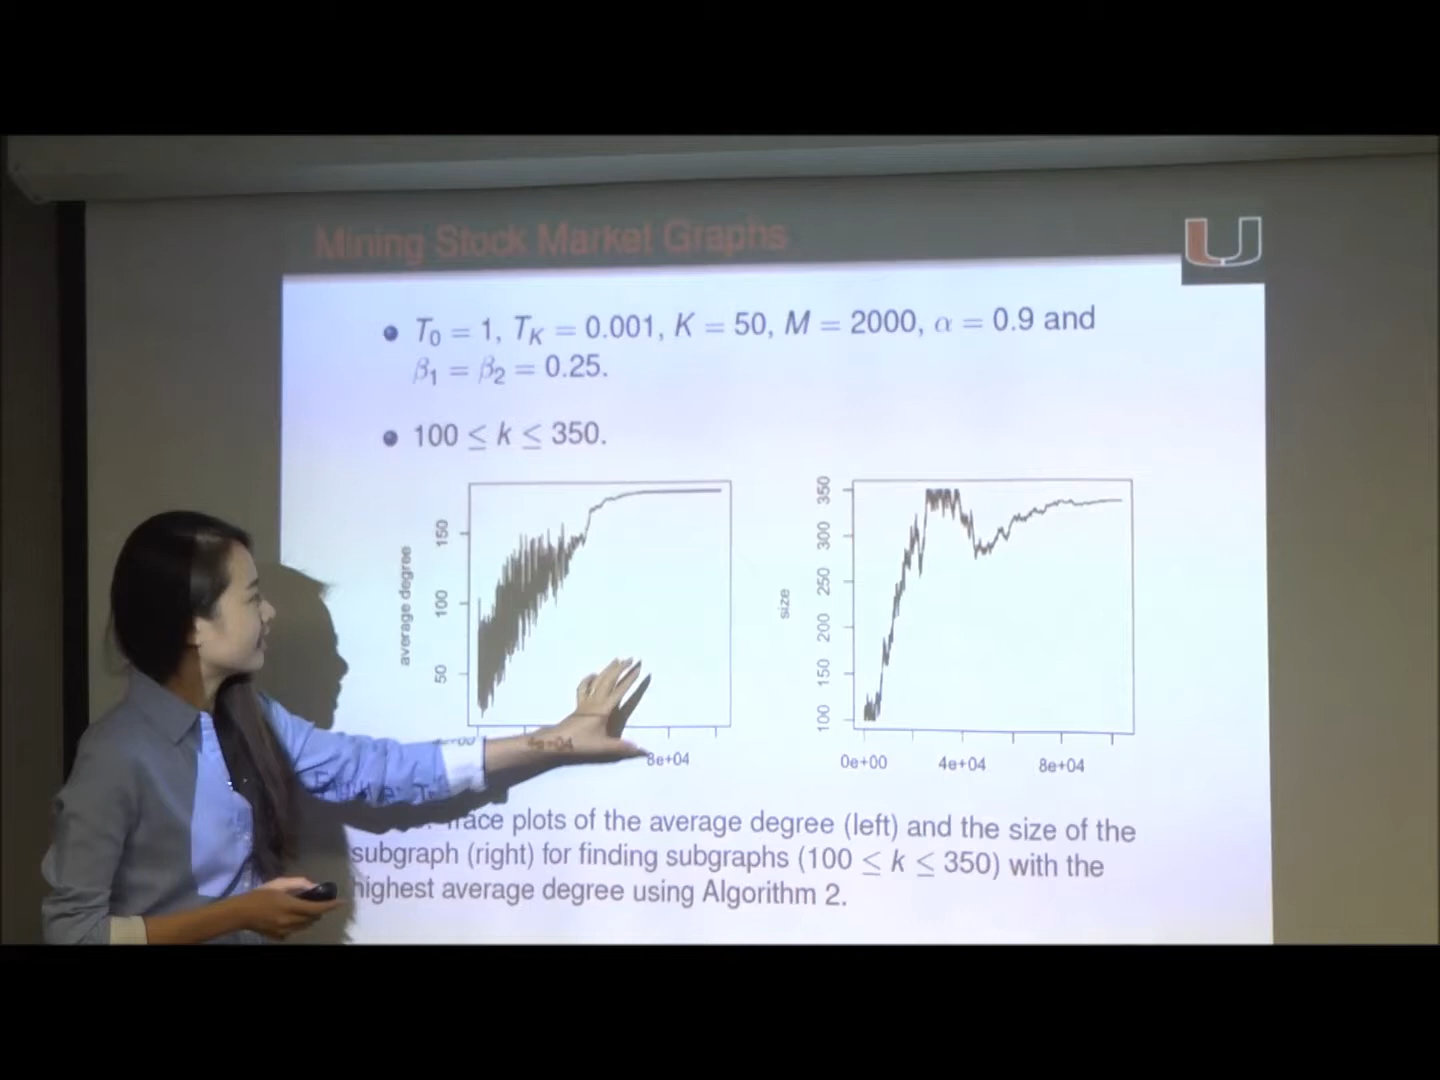 Mining Stock Market Graphs
U
T₀ = 1, T_K = 0.001, K = 50, M = 2000, α = 0.9 and
β₁ = β₂ = 0.25.
100 ≤ k ≤ 350.
average degree
150
100
50
4e+04
8e+04
size
350
300
250
200
150
100
0e+00 4e+04 8e+04
plots of the average degree (left) and the size of the
subgraph (right) for finding subgraphs (100 ≤ k ≤ 350) with the
highest average degree using Algorithm 2.